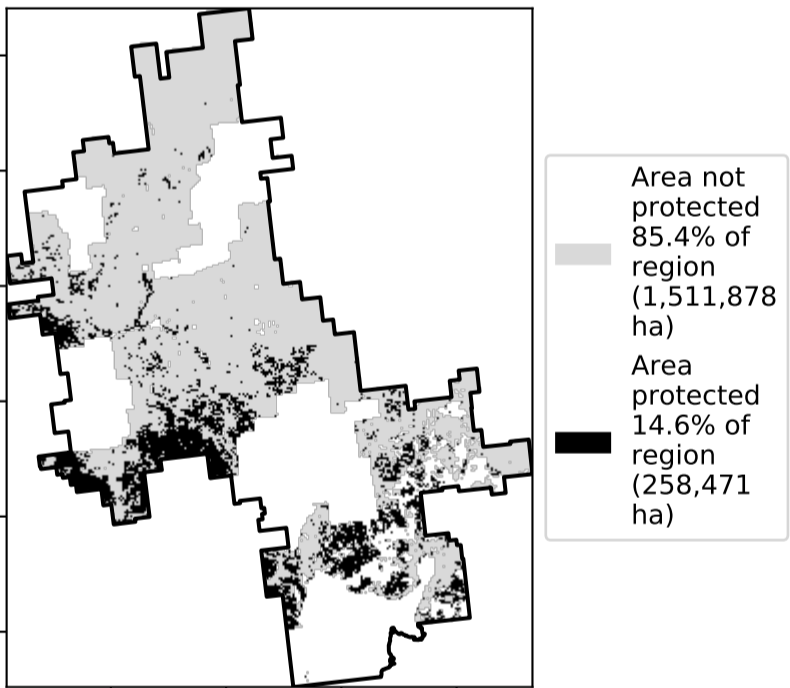 Area not
protected
85.4% of
region
(1,511,878
ha)
Area
protected
14.6% of
region
(258,471
ha)